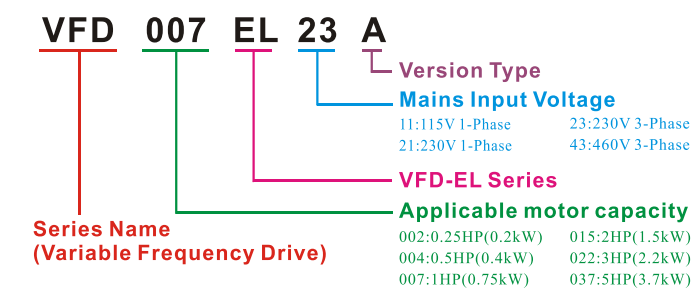 VFD 007 EL 23 A
Version Type
Mains Input Voltage
11:115V 1-Phase 23:230V 3-Phase
21:230V 1-Phase 43:460V 3-Phase
VFD-EL Series
Applicable motor capacity
002:0.25HP(0.2kW) 015:2HP(1.5kW)
004:0.5HP(0.4kW) 022:3HP(2.2kW)
007:1HP(0.75kW) 037:5HP(3.7kW)
Series Name
(Variable Frequency Drive)